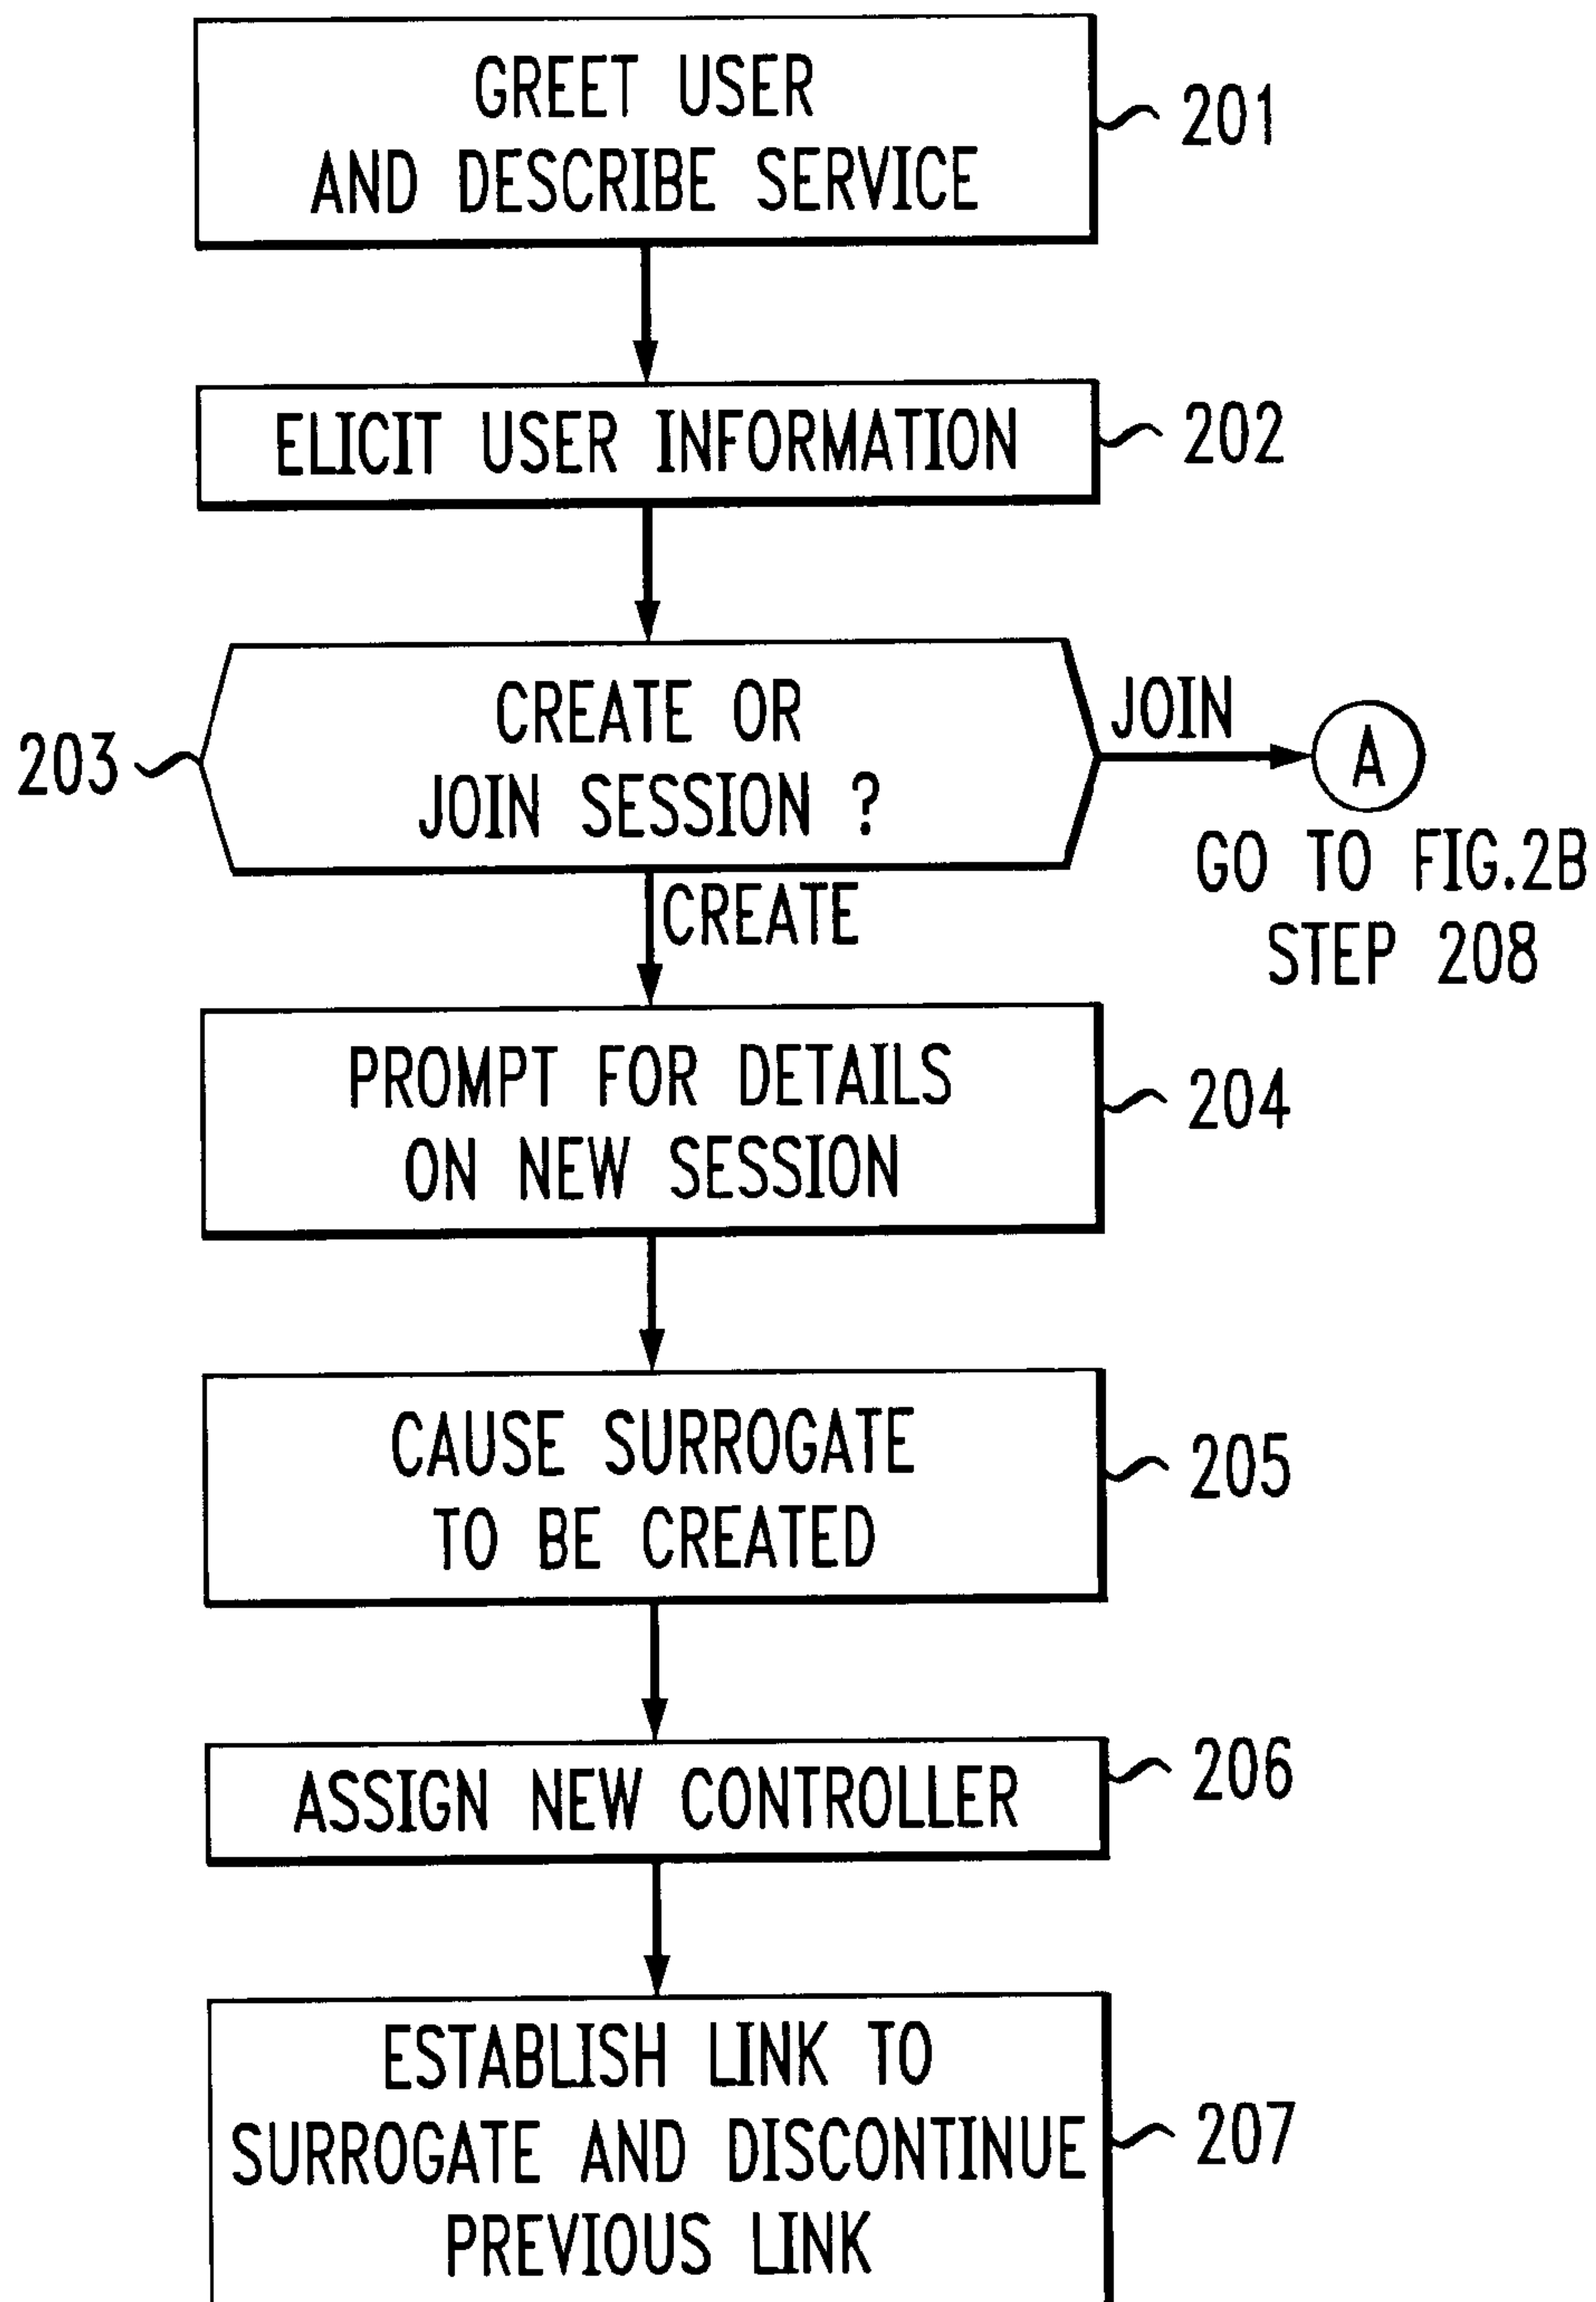 GREET USER
AND DESCRIBE SERVICE
201
ELICIT USER INFORMATION
202
203
CREATE OR
JOIN SESSION ?
JOIN
A
GO TO FIG.2B
STEP 208
CREATE
PROMPT FOR DETAILS
ON NEW SESSION
204
CAUSE SURROGATE
TO BE CREATED
205
ASSIGN NEW CONTROLLER
206
ESTABLISH LINK TO
SURROGATE AND DISCONTINUE
PREVIOUS LINK
207